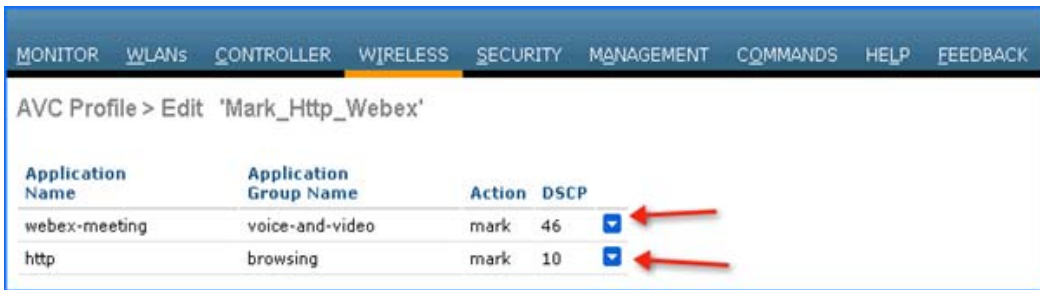 MONITOR WLANs CONTROLLER WIRELESS SECURITY MANAGEMENT COMMANDS HELP FEEDBACK
AVC Profile > Edit 'Mark_Http_Webex'
Application Name Application Group Name Action DSCP
webex-meeting voice-and-video mark 46
http browsing mark 10